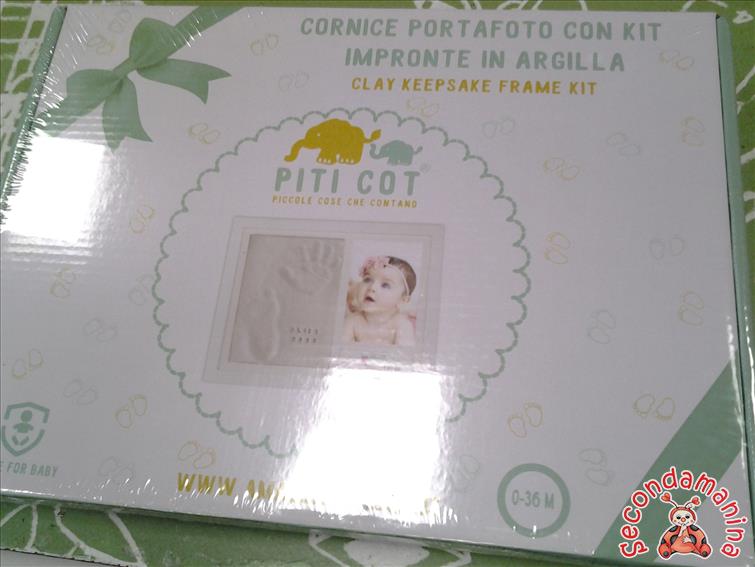 CORNICE PORTAFOTO CON KIT
IMPRONTE IN ARGILLA
CLAY KEEPSAKE FRAME KIT
PITI COT®
PICCOLE COSE CHE CONTANO
FOR BABY
WWW
0-36 M
secondamanina